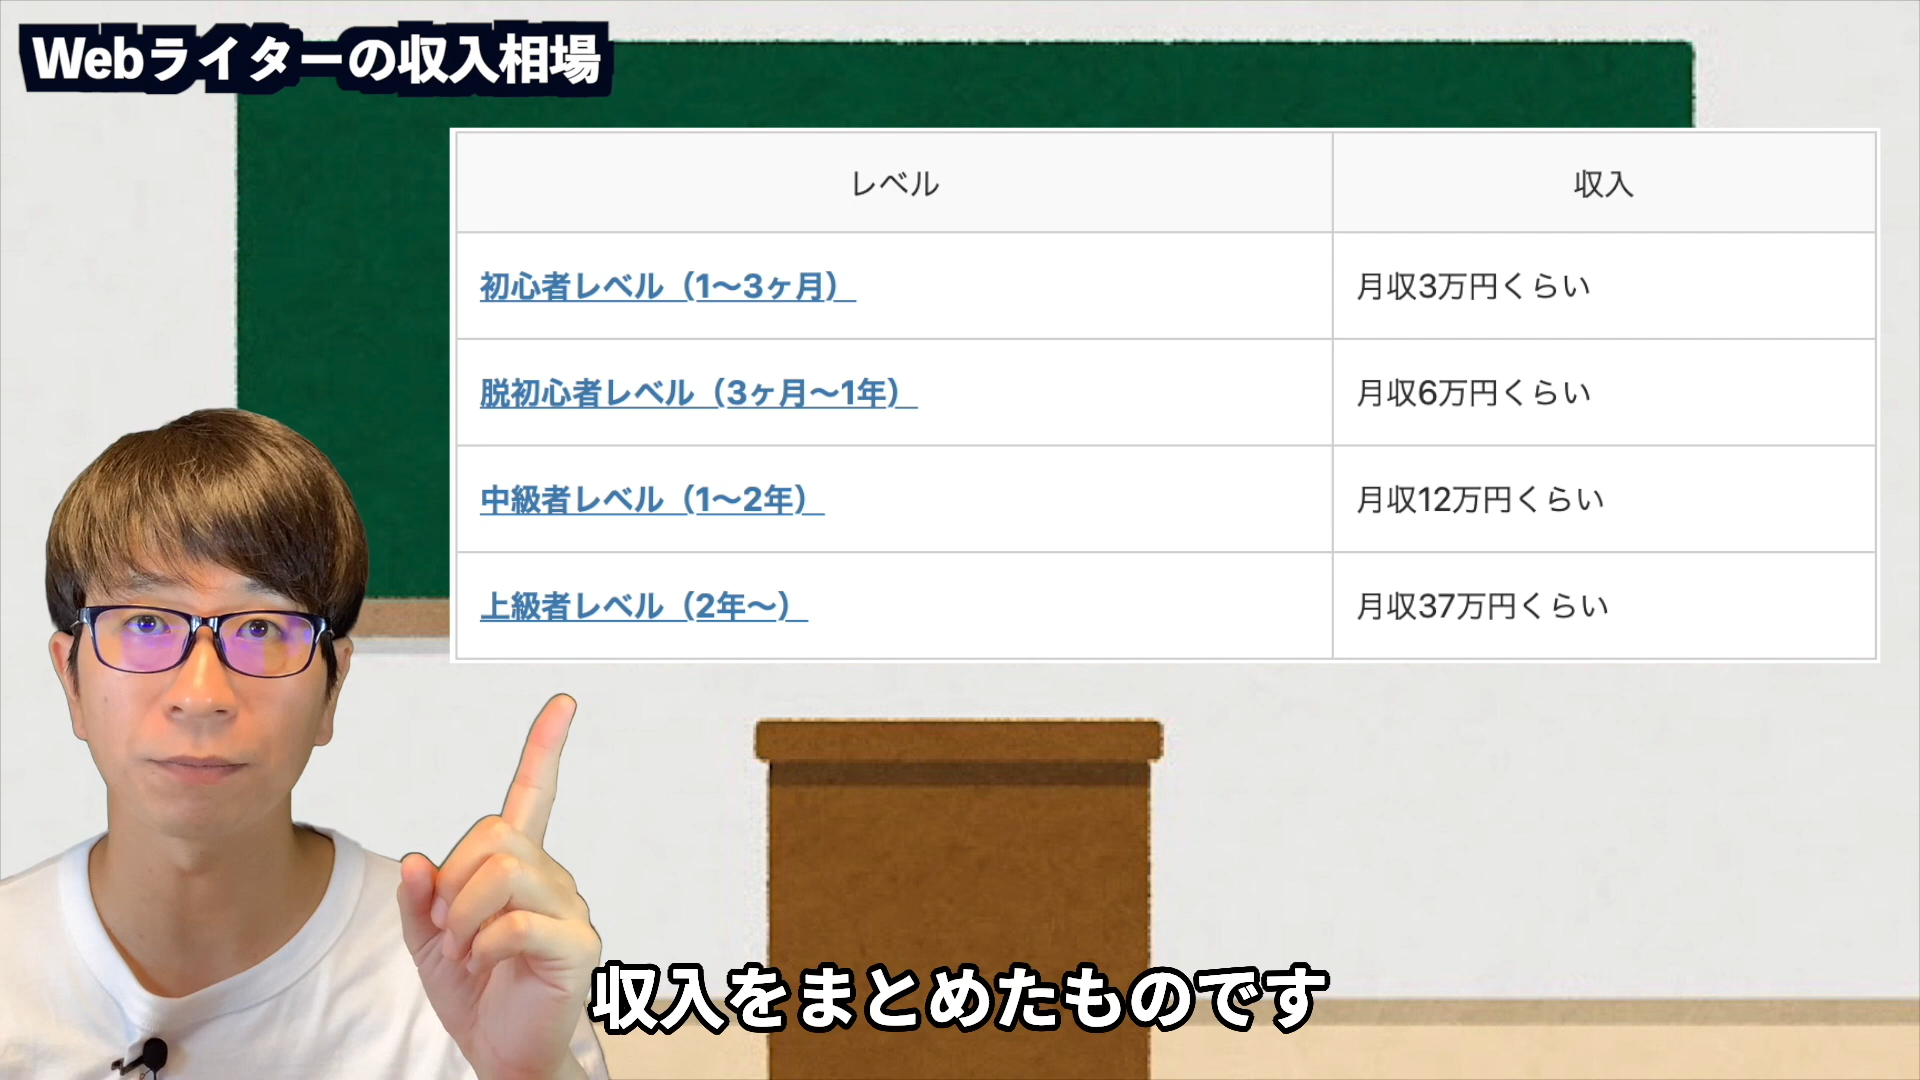 Webライターの収入相場
レベル 収入
初心者レベル（1〜3ヶ月） 月収3万円くらい
脱初心者レベル（3ヶ月〜1年） 月収6万円くらい
中級者レベル（1〜2年） 月収12万円くらい
上級者レベル（2年〜） 月収37万円くらい
収入をまとめたものです